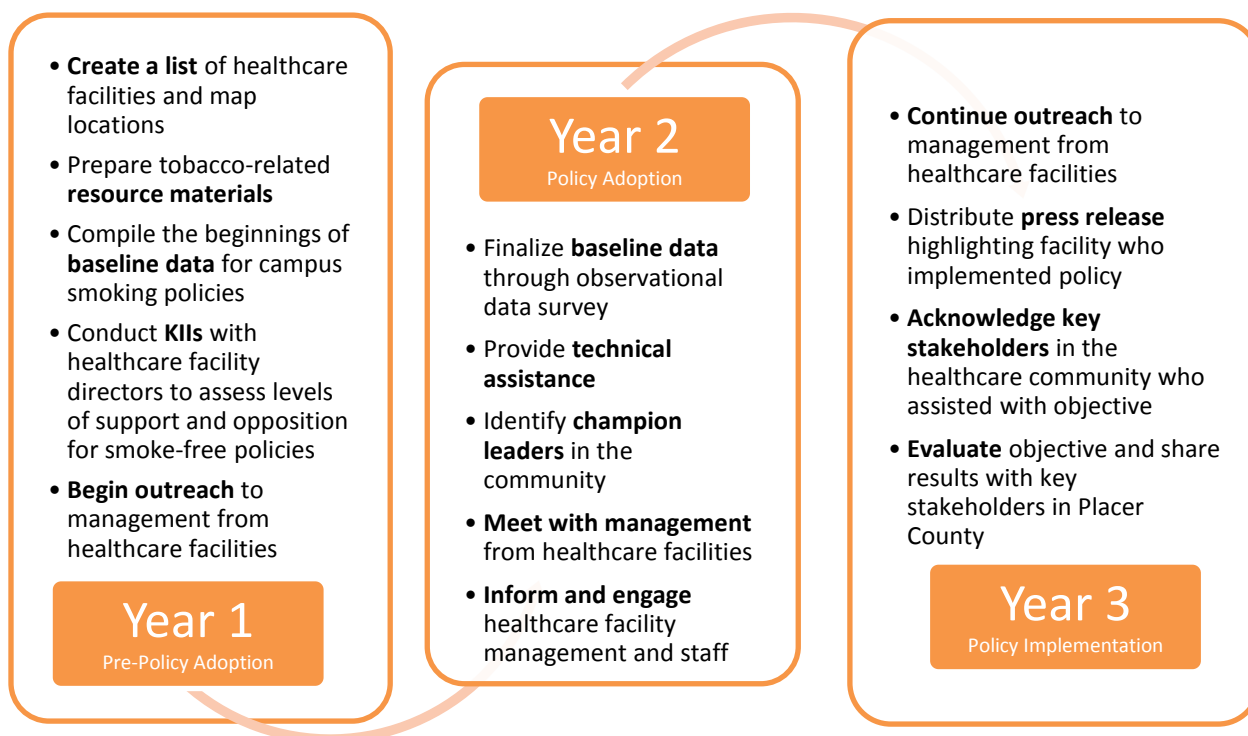 • Create a list of healthcare
facilities and map
locations
• Prepare tobacco-related
resource materials
• Compile the beginnings of
baseline data for campus
smoking policies
• Conduct KIIs with
healthcare facility
directors to assess levels
of support and opposition
for smoke-free policies
• Begin outreach to
management from
healthcare facilities
Year 1
Pre-Policy Adoption
Year 2
Policy Adoption
• Finalize baseline data
through observational
data survey
• Provide technical
assistance
• Identify champion
leaders in the
community
• Meet with management
from healthcare facilities
• Inform and engage
healthcare facility
management and staff
• Continue outreach to
management from
healthcare facilities
• Distribute press release
highlighting facility who
implemented policy
• Acknowledge key
stakeholders in the
healthcare community who
assisted with objective
• Evaluate objective and share
results with key
stakeholders in Placer
County
Year 3
Policy Implementation